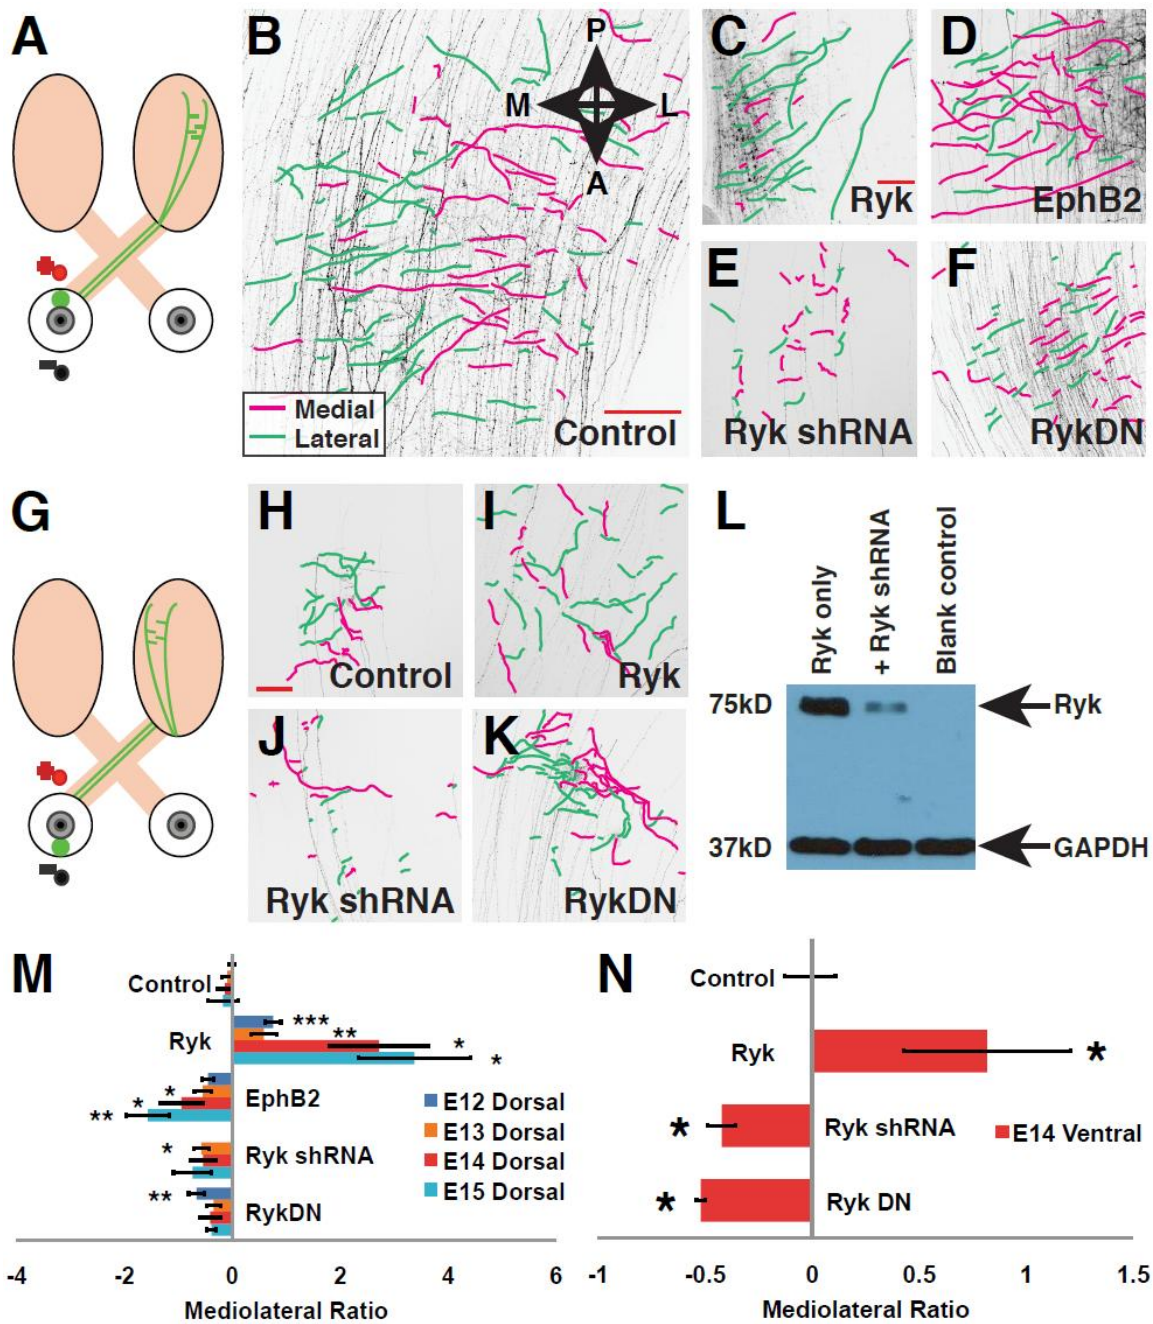 A
B
P
M
L
A
Medial
Lateral
Control
C
Ryk
D
EphB2
E
Ryk shRNA
F
RykDN
G
H
Control
I
Ryk
J
Ryk shRNA
K
RykDN
L
Ryk only
+ Ryk shRNA
Blank control
75kD
Ryk
37kD
GAPDH
M
Control
***
Ryk
**
*
*
EphB2
*
*
**
Ryk shRNA
*
RykDN
**
E12 Dorsal
E13 Dorsal
E14 Dorsal
E15 Dorsal
-4 -2 0 2 4 6
Mediolateral Ratio
N
Control
Ryk
*
* Ryk shRNA
E14 Ventral
* Ryk DN
-1 -0.5 0 0.5 1 1.5
Mediolateral Ratio